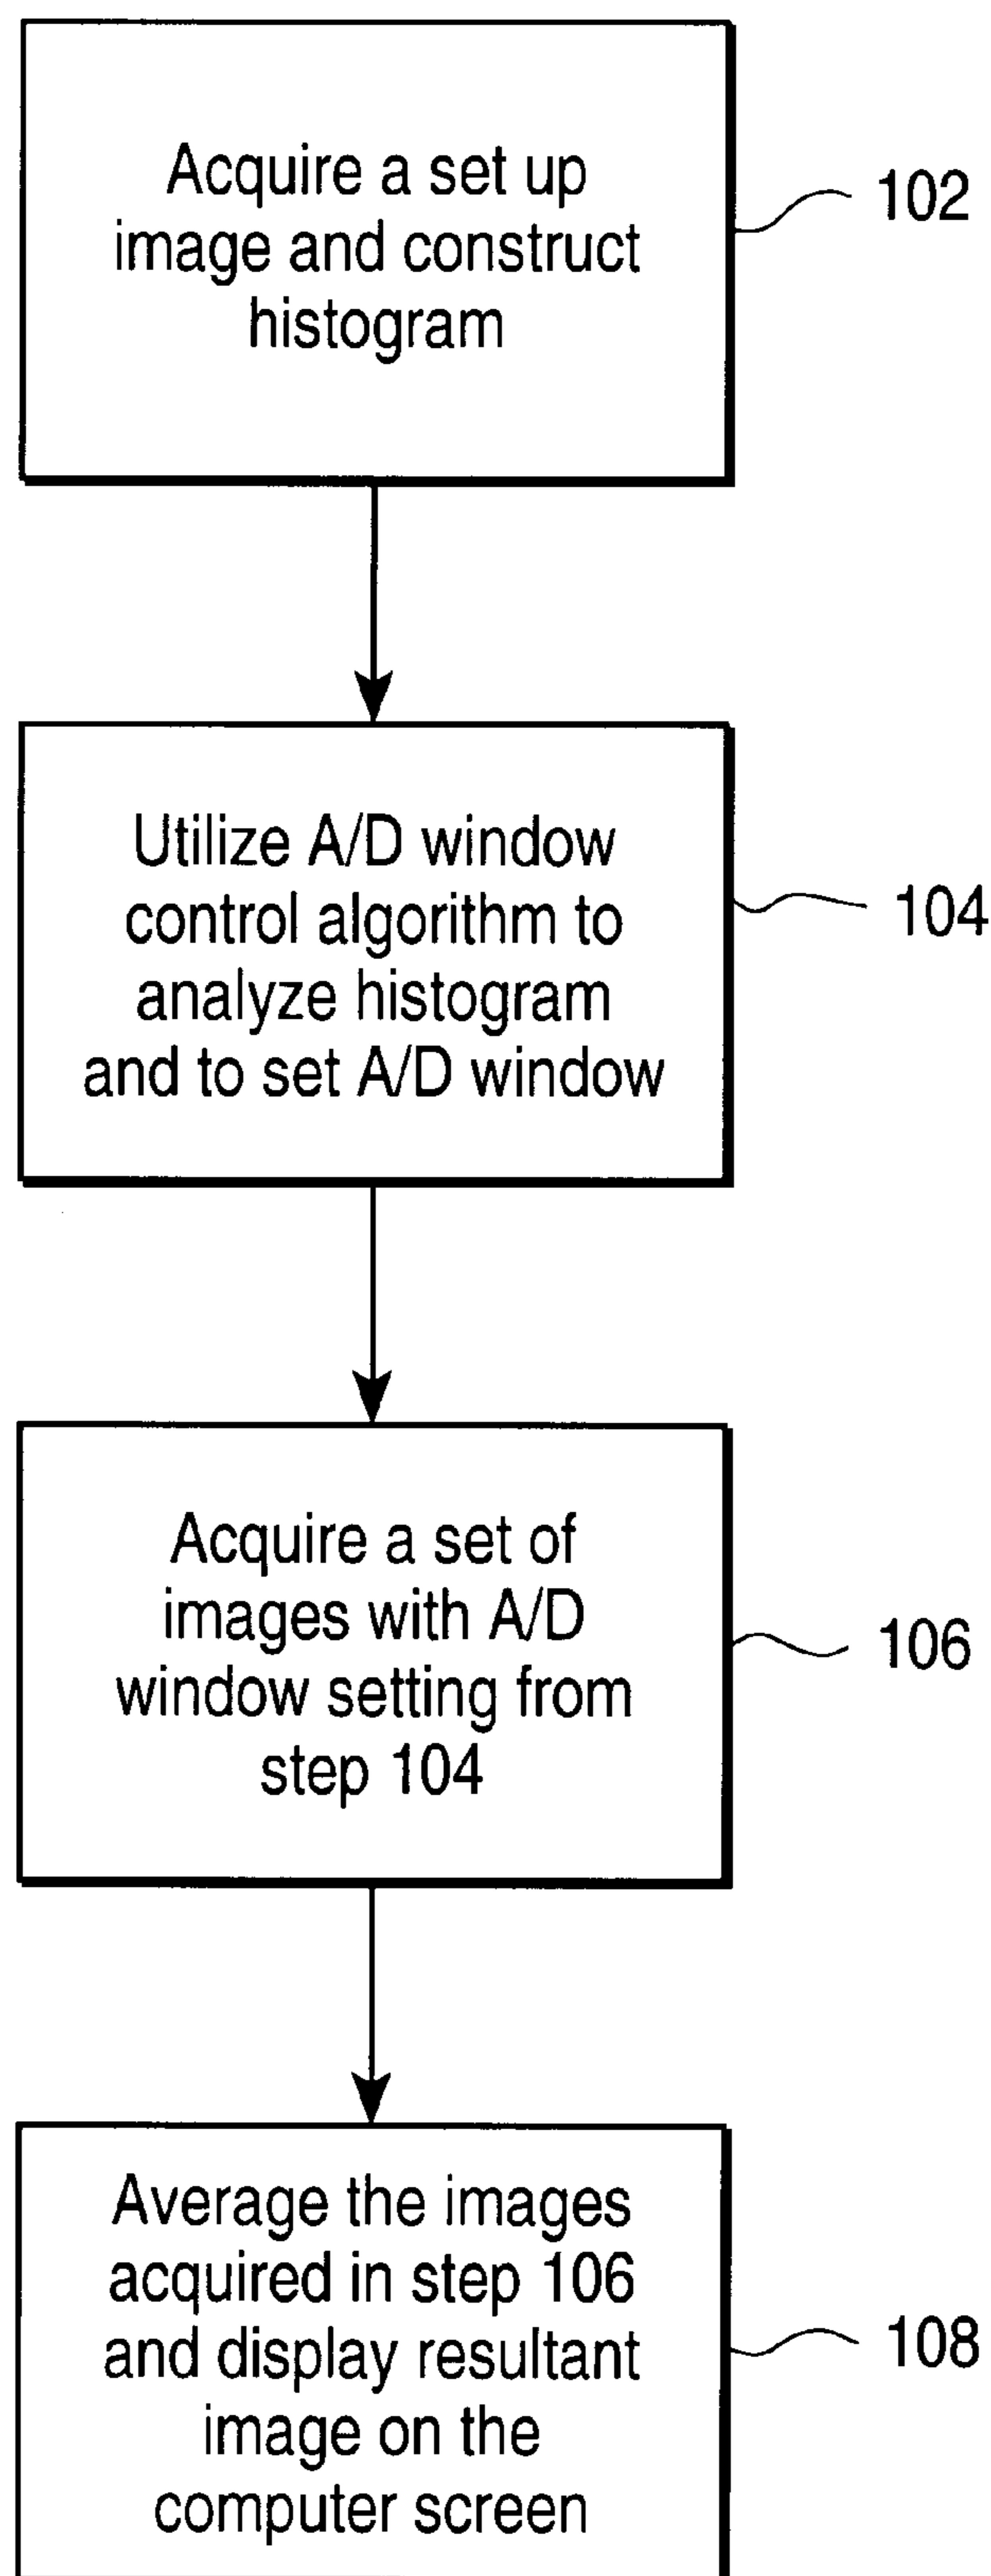 Acquire a set up
image and construct
histogram
102
Utilize A/D window
control algorithm to
analyze histogram
and to set A/D window
104
Acquire a set of
images with A/D
window setting from
step 104
106
Average the images
acquired in step 106
and display resultant
image on the
computer screen
108